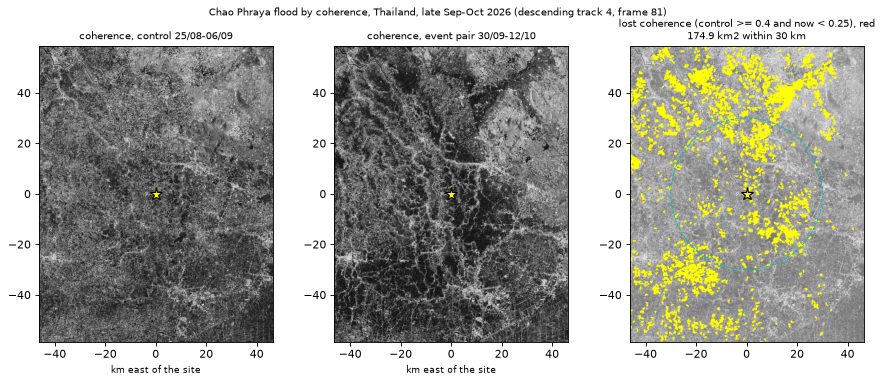 Chao Phraya flood by coherence, Thailand, late Sep-Oct 2026 (descending track 4, frame 81)
coherence, control 25/08-06/09
coherence, event pair 30/09-12/10
lost coherence (control >= 0.4 and now < 0.25), red
174.9 km2 within 30 km
40
20
0
−20
−40
−40 −20 0 20 40
km east of the site
40
20
0
−20
−40
−40 −20 0 20 40
km east of the site
40
20
0
−20
−40
−40 −20 0 20 40